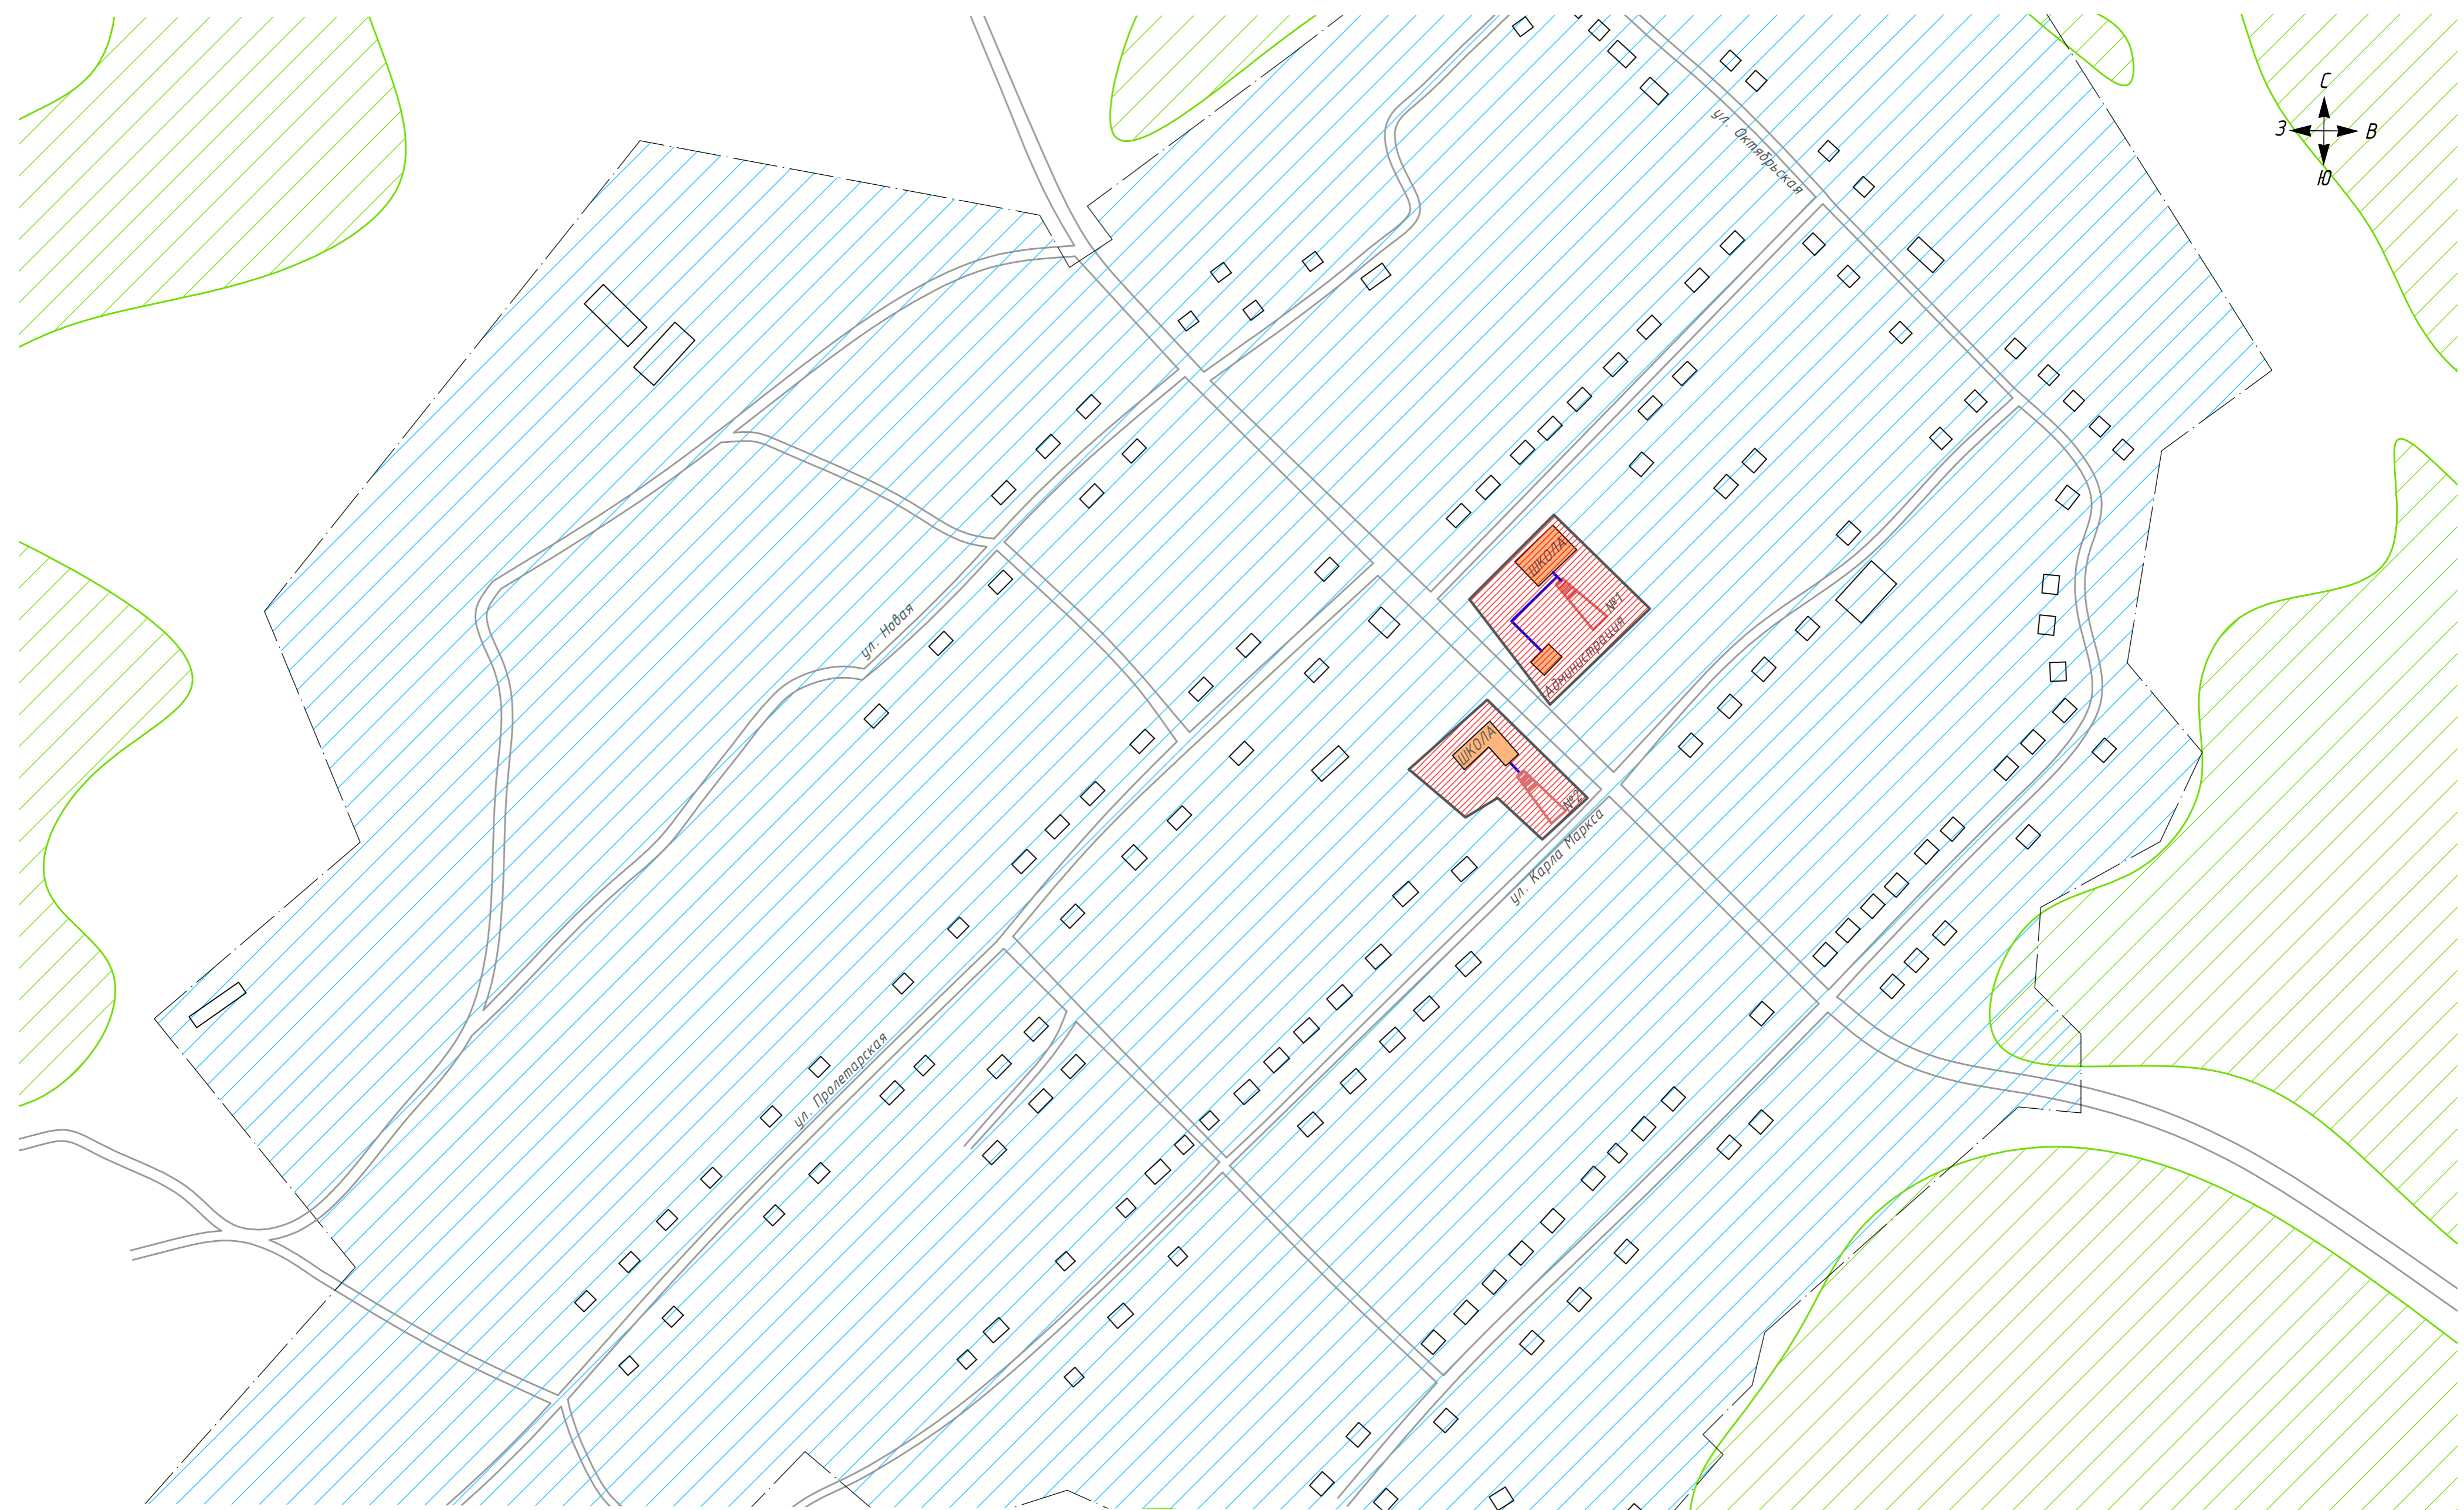 С
З В
Ю
ул. Октябрьская
ШКОЛА
№1
Администрация
ул. Новая
ШКОЛА
№2
ул. Карла Маркса
ул. Пролетарская